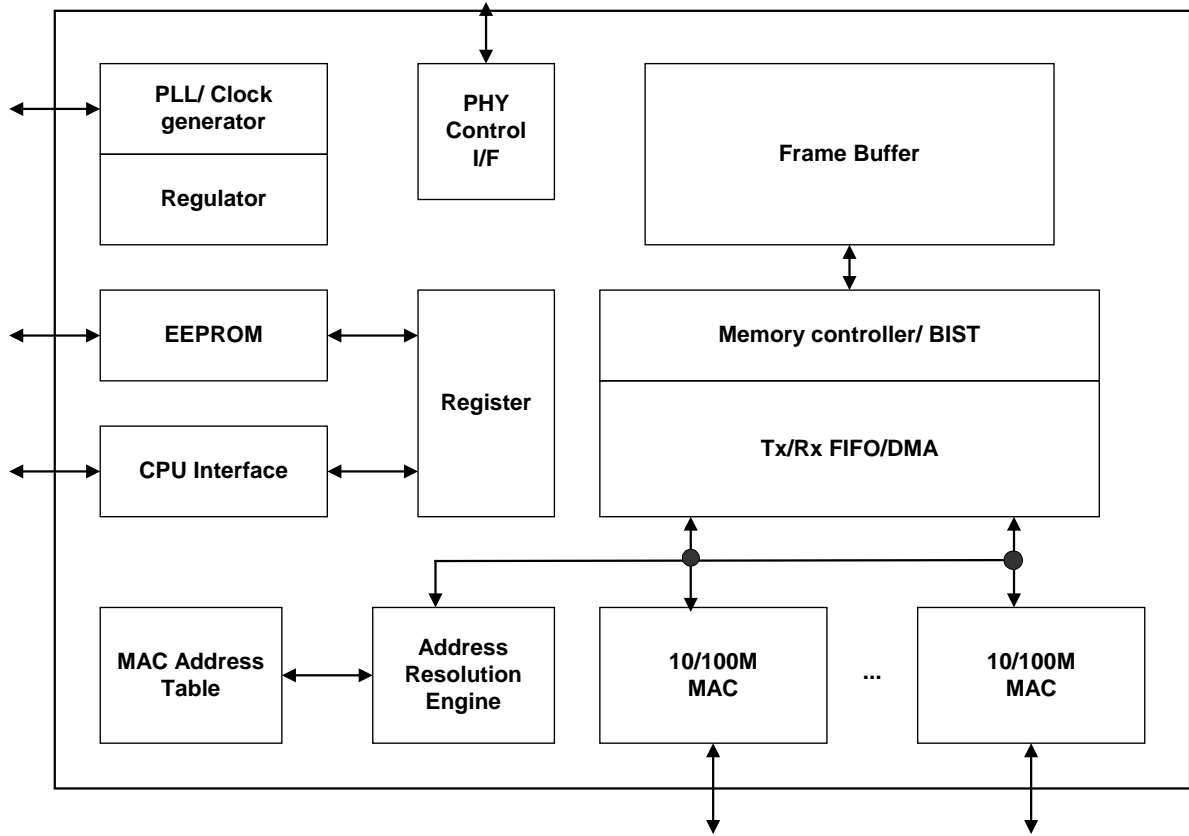 PLL/ Clock
generator
Regulator
PHY
Control
I/F
Frame Buffer
EEPROM
Register
Memory controller/ BIST
Tx/Rx FIFO/DMA
CPU Interface
MAC Address
Table
Address
Resolution
Engine
10/100M
MAC
...
10/100M
MAC